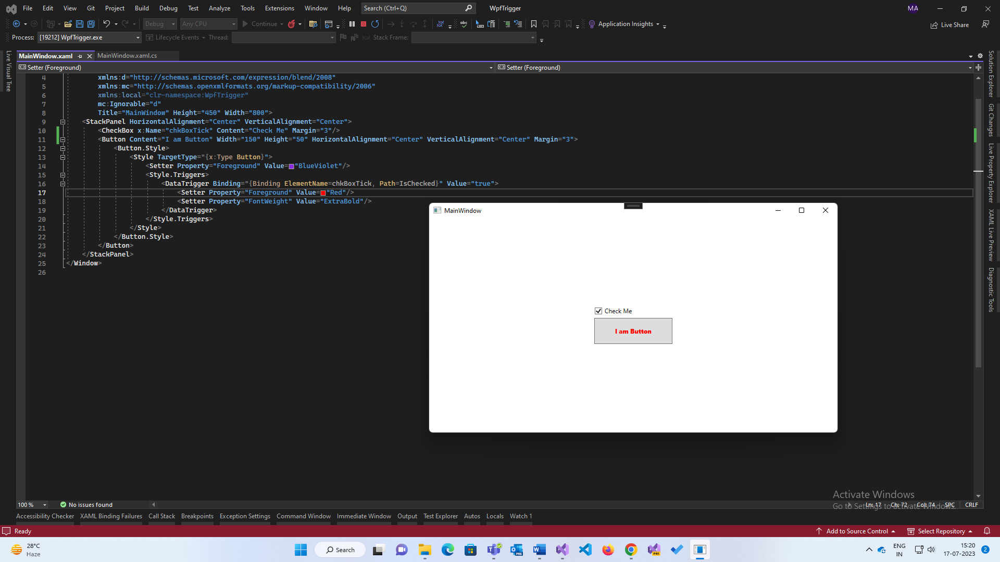 File Edit View Git Project Build Debug Test Analyze Tools Extensions Window Help Search (Ctrl+Q) WpfTrigger MA
Debug Any CPU Continue Application Insights Live Share
Process: [19212] WpfTrigger.exe Lifecycle Events Thread: Stack Frame:
MainWindow.xaml MainWindow.xaml.cs
Setter (Foreground) Setter (Foreground)
4 xmlns:d="http://schemas.microsoft.com/expression/blend/2008"
5 xmlns:mc="http://schemas.openxmlformats.org/markup-compatibility/2006"
6 xmlns:local="clr-namespace:WpfTrigger"
7 mc:Ignorable="d"
8 Title="MainWindow" Height="450" Width="800">
9 <StackPanel HorizontalAlignment="Center" VerticalAlignment="Center">
10 <CheckBox x:Name="chkBoxTick" Content="Check Me" Margin="3"/>
11 <Button Content="I am Button" Width="150" Height="50" HorizontalAlignment="Center" VerticalAlignment="Center" Margin="3">
12 <Button.Style>
13 <Style TargetType="{x:Type Button}">
14 <Setter Property="Foreground" Value="BlueViolet"/>
15 <Style.Triggers>
16 <DataTrigger Binding="{Binding ElementName=chkBoxTick, Path=IsChecked}" Value="true">
17 <Setter Property="Foreground" Value="Red"/>
18 <Setter Property="FontWeight" Value="ExtraBold"/>
19 </DataTrigger>
20 </Style.Triggers>
21 </Style>
22 </Button.Style>
23 </Button>
24 </StackPanel>
25 </Window>
26
MainWindow
Check Me
I am Button
Live Visual Tree
Solution Explorer
Git Changes
Live Property Explorer
XAML Live Preview
Diagnostic Tools
Activate Windows
Go to Settings to activate Windows.
100 % No issues found Ln: 17 Ch: 72 Col: 74 SPC CRLF
Accessibility Checker XAML Binding Failures Call Stack Breakpoints Exception Settings Command Window Immediate Window Output Test Explorer Autos Locals Watch 1
Ready Add to Source Control Select Repository
28°C
Haze
Search
PRE
PRE
ENG
IN
15:20
17-07-2023
2